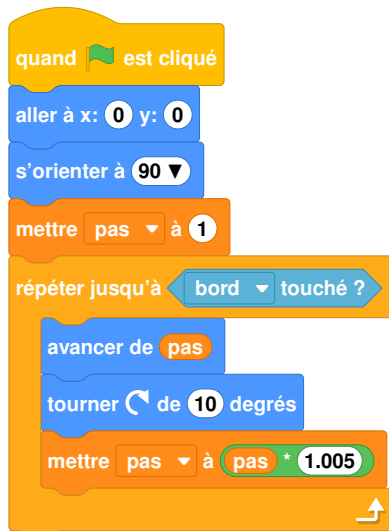 quand est cliqué
aller à x: 0 y: 0
s'orienter à 90 ▼
mettre pas ▼ à 1
répéter jusqu'à bord ▼ touché ?
avancer de pas
tourner de 10 degrés
mettre pas ▼ à pas * 1.005